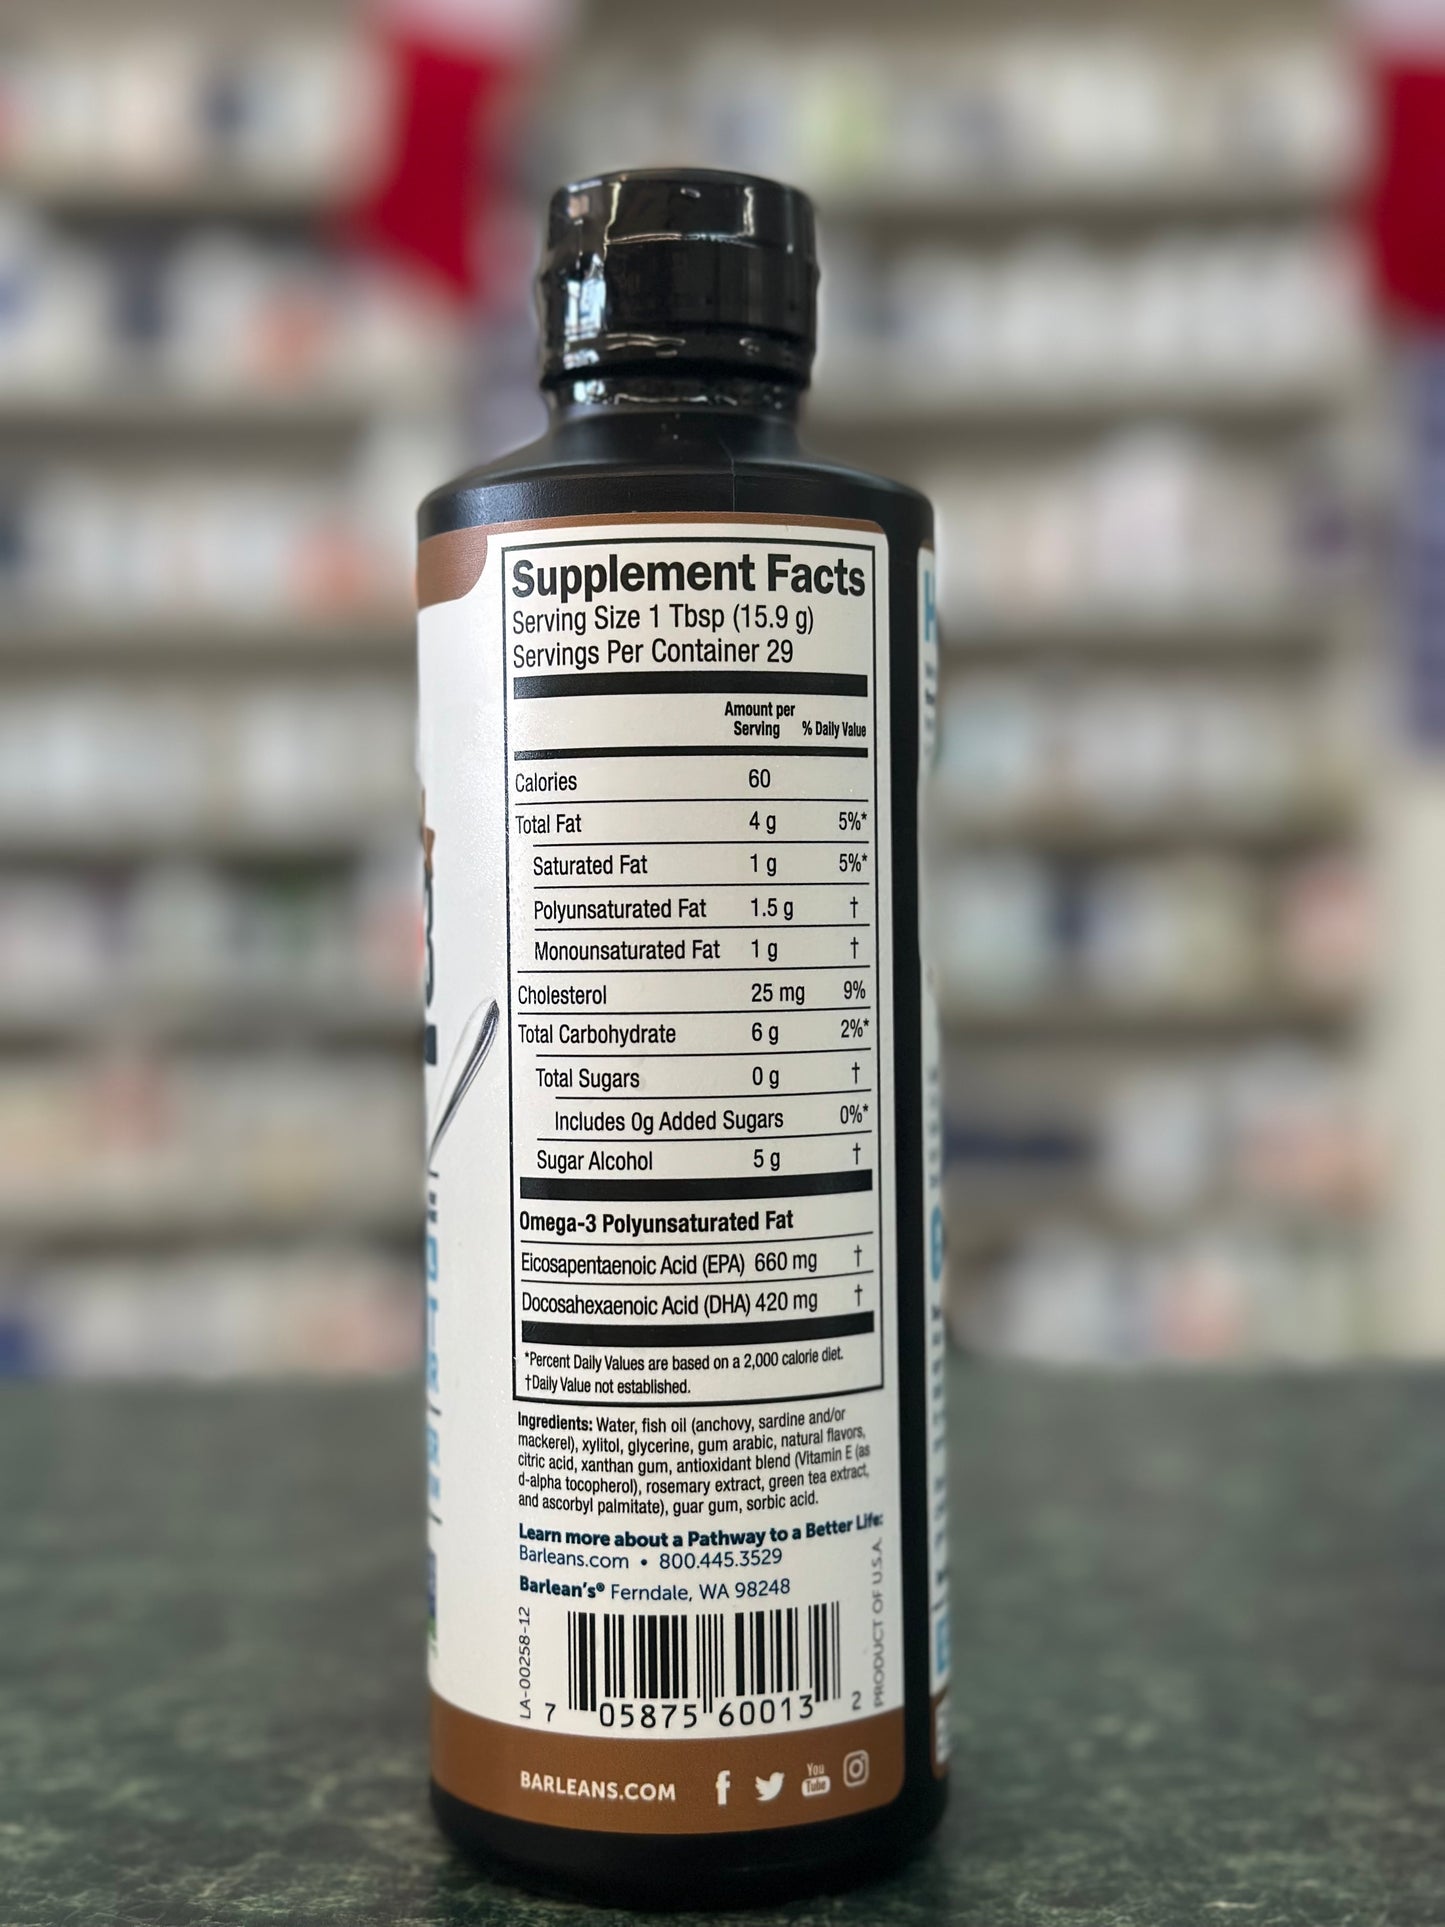 Supplement Facts
Serving Size 1 Tbsp (15.9 g)
Servings Per Container 29
Amount per
Serving % Daily Value
Calories 60
Total Fat 4 g 5%*
Saturated Fat 1 g 5%*
Polyunsaturated Fat 1.5 g †
Monounsaturated Fat 1 g †
Cholesterol 25 mg 9%
Total Carbohydrate 6 g 2%*
Total Sugars 0 g †
Includes 0g Added Sugars 0%*
Sugar Alcohol 5 g †
Omega-3 Polyunsaturated Fat
Eicosapentaenoic Acid (EPA) 660 mg †
Docosahexaenoic Acid (DHA) 420 mg †
*Percent Daily Values are based on a 2,000 calorie diet.
†Daily Value not established.
Ingredients: Water, fish oil (anchovy, sardine and/or
mackerel), xylitol, glycerine, gum arabic, natural flavors,
citric acid, xanthan gum, antioxidant blend (Vitamin E (as
d-alpha tocopherol), rosemary extract, green tea extract,
and ascorbyl palmitate), guar gum, sorbic acid.
Learn more about a Pathway to a Better Life:
Barleans.com • 800.445.3529
Barlean's® Ferndale, WA 98248
LA-00258-12
7 05875 60013 2
PRODUCT OF U.S.A.
BARLEANS.COM
You
Tube